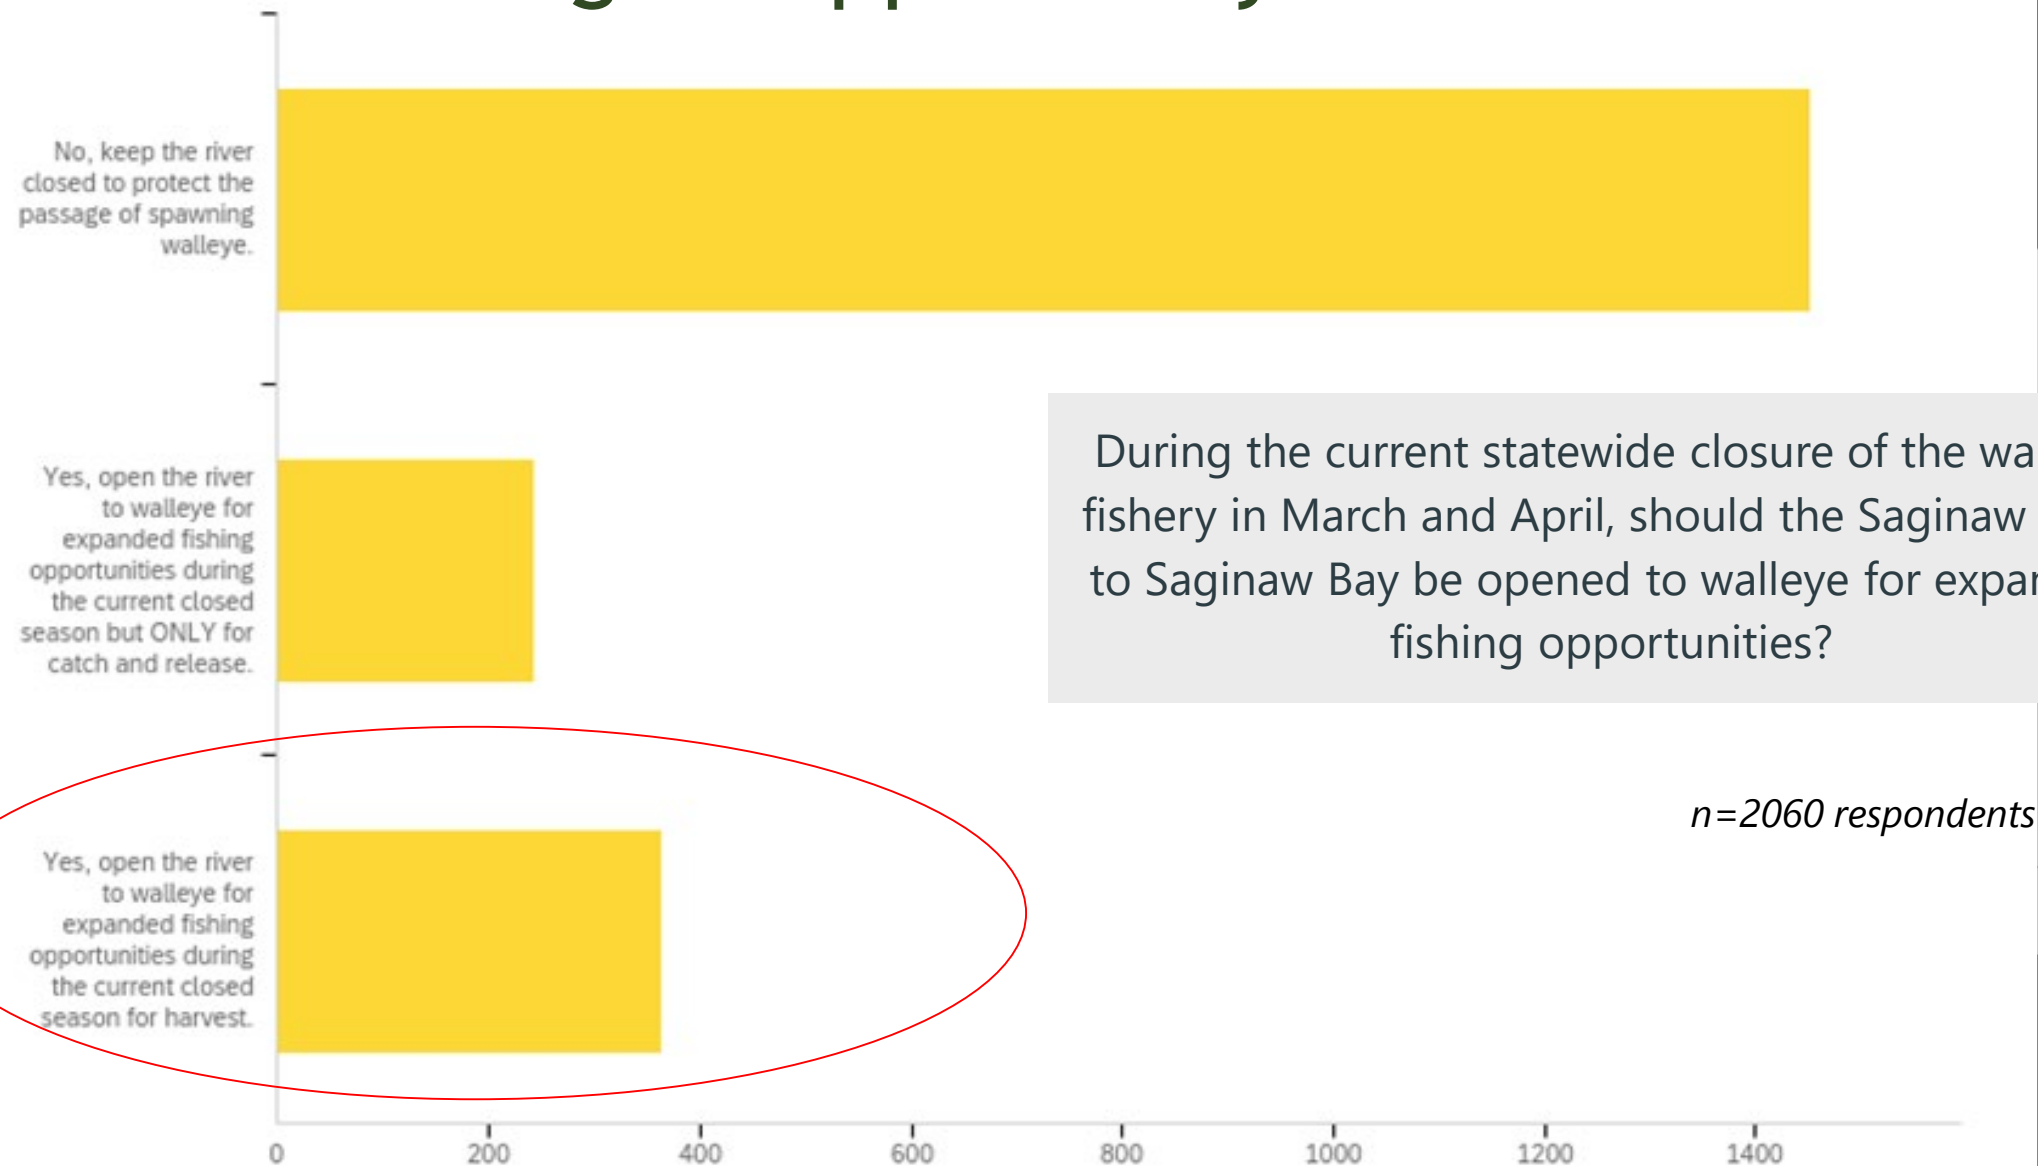 No, keep the river
closed to protect the
passage of spawning
walleye.
Yes, open the river
to walleye for
expanded fishing
opportunities during
the current closed
season but ONLY for
catch and release.
During the current statewide closure of the
fishery in March and April, should the Saginaw
to Saginaw Bay be opened to walleye for
fishing opportunities?
n=2060 respondents
Yes, open the river
to walleye for
expanded fishing
opportunities during
the current closed
season for harvest.
0 200 400 600 800 1000 1200 1400